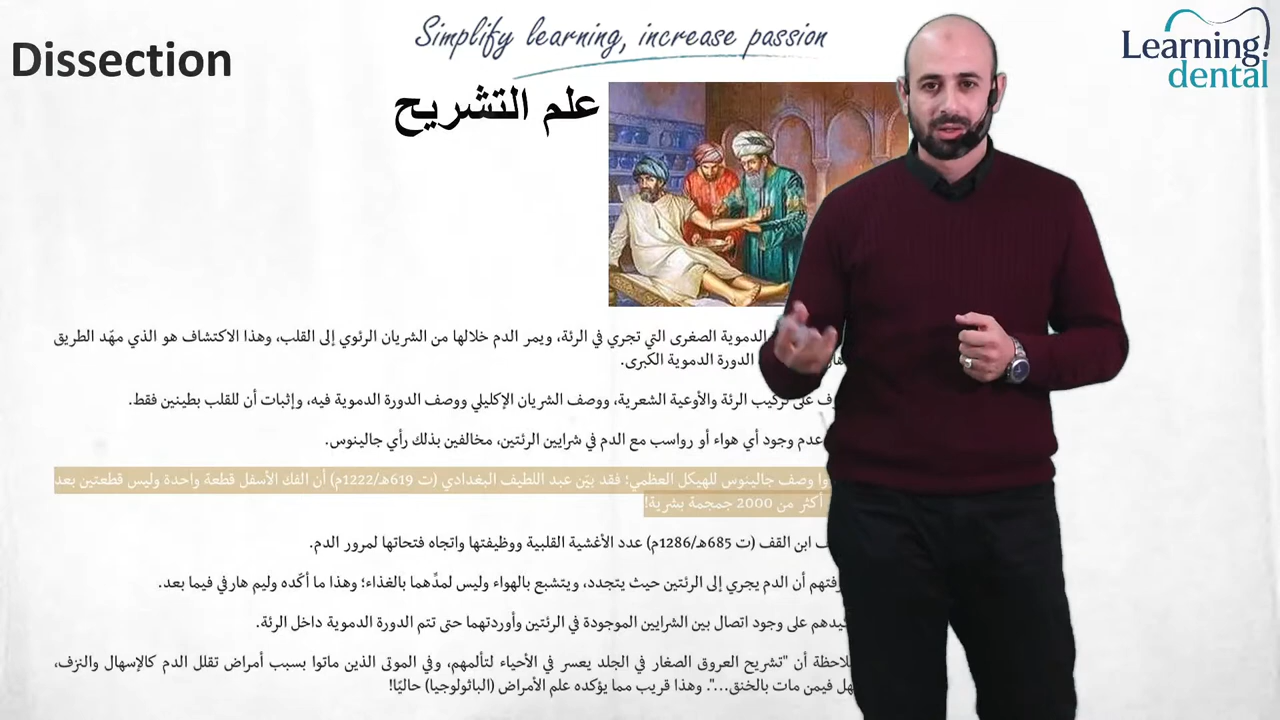 Simplify learning, increase passion
Learning!
dental
Dissection
علم التشريح
الدموية الصغرى التي تجري في الرئة، ويمر الدم خلالها من الشريان الرئوي إلى القلب، وهذا الاكتشاف هو الذي مهّد الطريق
الدورة الدموية الكبرى.
على تركيب الرئة والأوعية الشعرية، ووصف الشريان الإكليلي ووصف الدورة الدموية فيه، وإثبات أن للقلب بطينين فقط.
عدم وجود أي هواء أو رواسب مع الدم في شرايين الرئتين، مخالفين بذلك رأي جالينوس.
وصف جالينوس للهيكل العظمي؛ فقد بيّن عبد اللطيف البغدادي (ت 619هـ/1222م) أن الفك الأسفل قطعة واحدة وليس قطعتين بعد
أكثر من 2000 جمجمة بشرية!
ابن القف (ت 685هـ/1286م) عدد الأغشية القلبية ووظيفتها واتجاه فتحاتها لمرور الدم.
أن الدم يجري إلى الرئتين حيث يتجدد، ويتشبع بالهواء وليس لمدِّهما بالغذاء؛ وهذا ما أكّده وليم هارفي فيما بعد.
على وجود اتصال بين الشرايين الموجودة في الرئتين وأوردتهما حتى تتم الدورة الدموية داخل الرئة.
أن "تشريح العروق الصغار في الجلد يعسر في الأحياء لتألمهم، وفي الموتى الذين ماتوا بسبب أمراض تقلل الدم كالإسهال والنزف،
فيمن مات بالخنق...". وهذا قريب مما يؤكده علم الأمراض (الباثولوجيا) حاليًا!